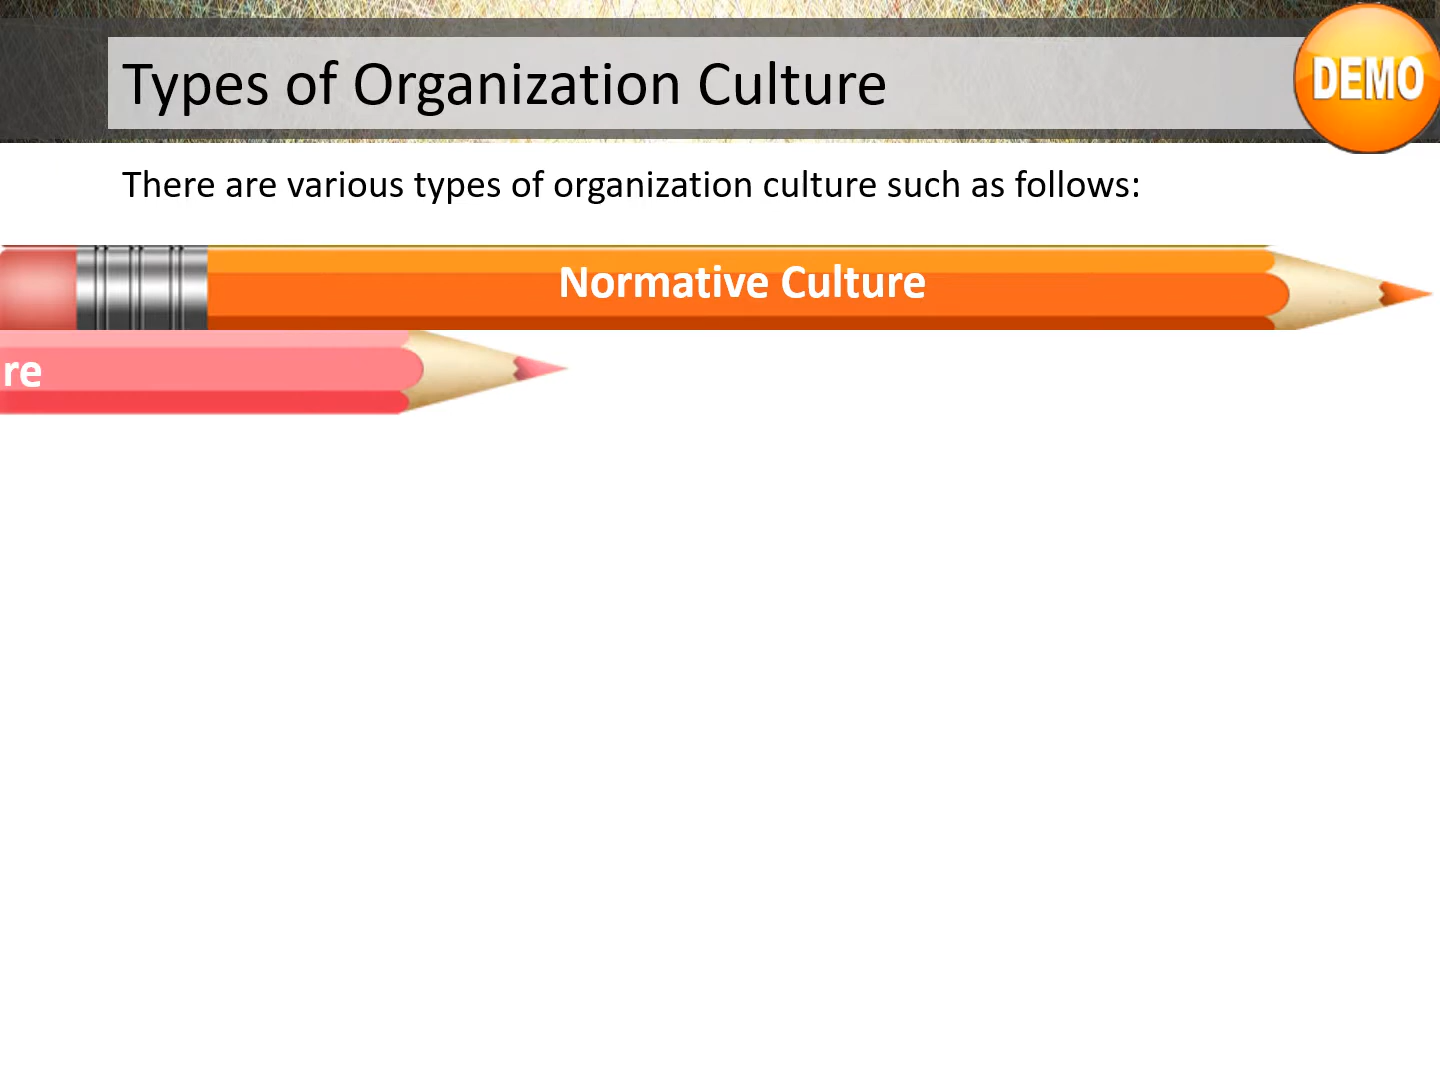 Types of Organization Culture
DEMO
There are various types of organization culture such as follows:
Normative Culture
re